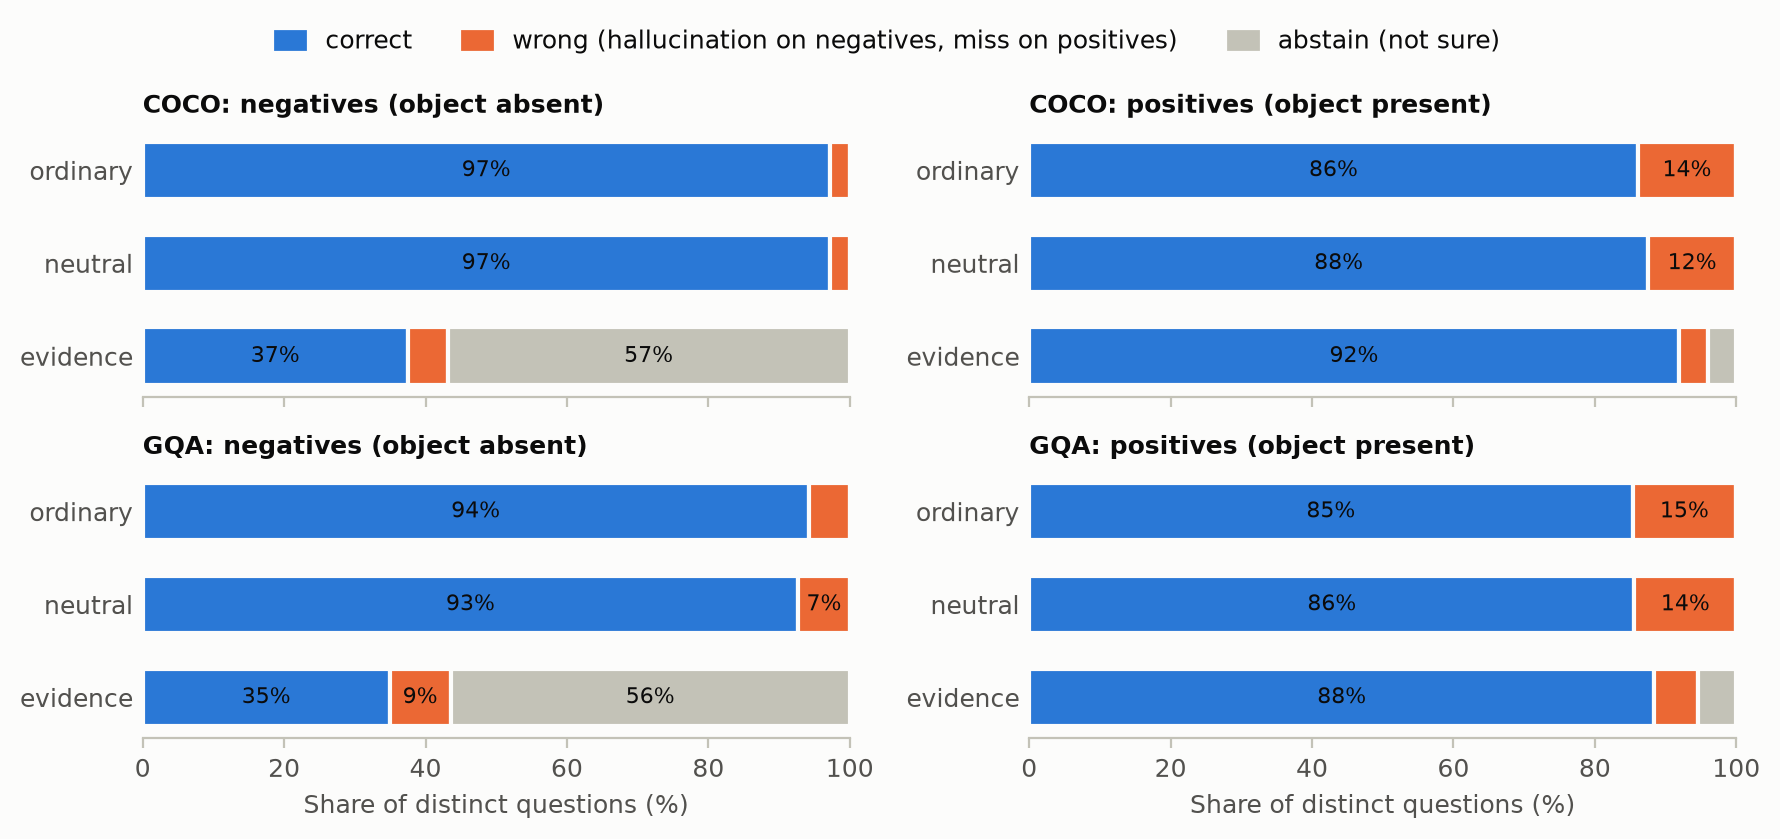 correct
wrong (hallucination on negatives, miss on positives)
abstain (not sure)
COCO: negatives (object absent)
ordinary
97%
neutral
97%
evidence
37%
57%
COCO: positives (object present)
ordinary
86%
14%
neutral
88%
12%
evidence
92%
GQA: negatives (object absent)
ordinary
94%
neutral
93%
7%
evidence
35%
9%
56%
0
20
40
60
80
100
Share of distinct questions (%)
GQA: positives (object present)
ordinary
85%
15%
neutral
86%
14%
evidence
88%
0
20
40
60
80
100
Share of distinct questions (%)